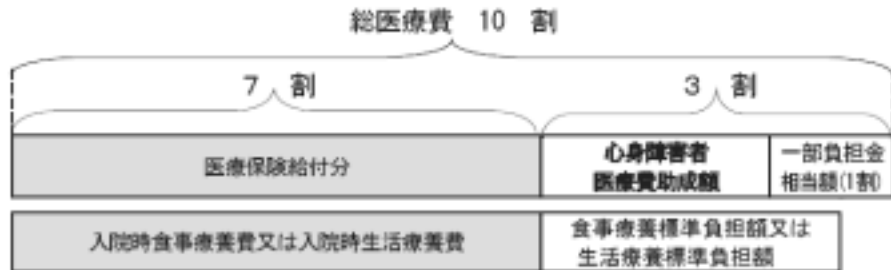 総医療費　10　割
7　割
3　割
医療保険給付分
心身障害者
医療費助成額
一部負担金
相当額(1割)
入院時食事療養費又は入院時生活療養費
食事療養標準負担額又は
生活療養標準負担額